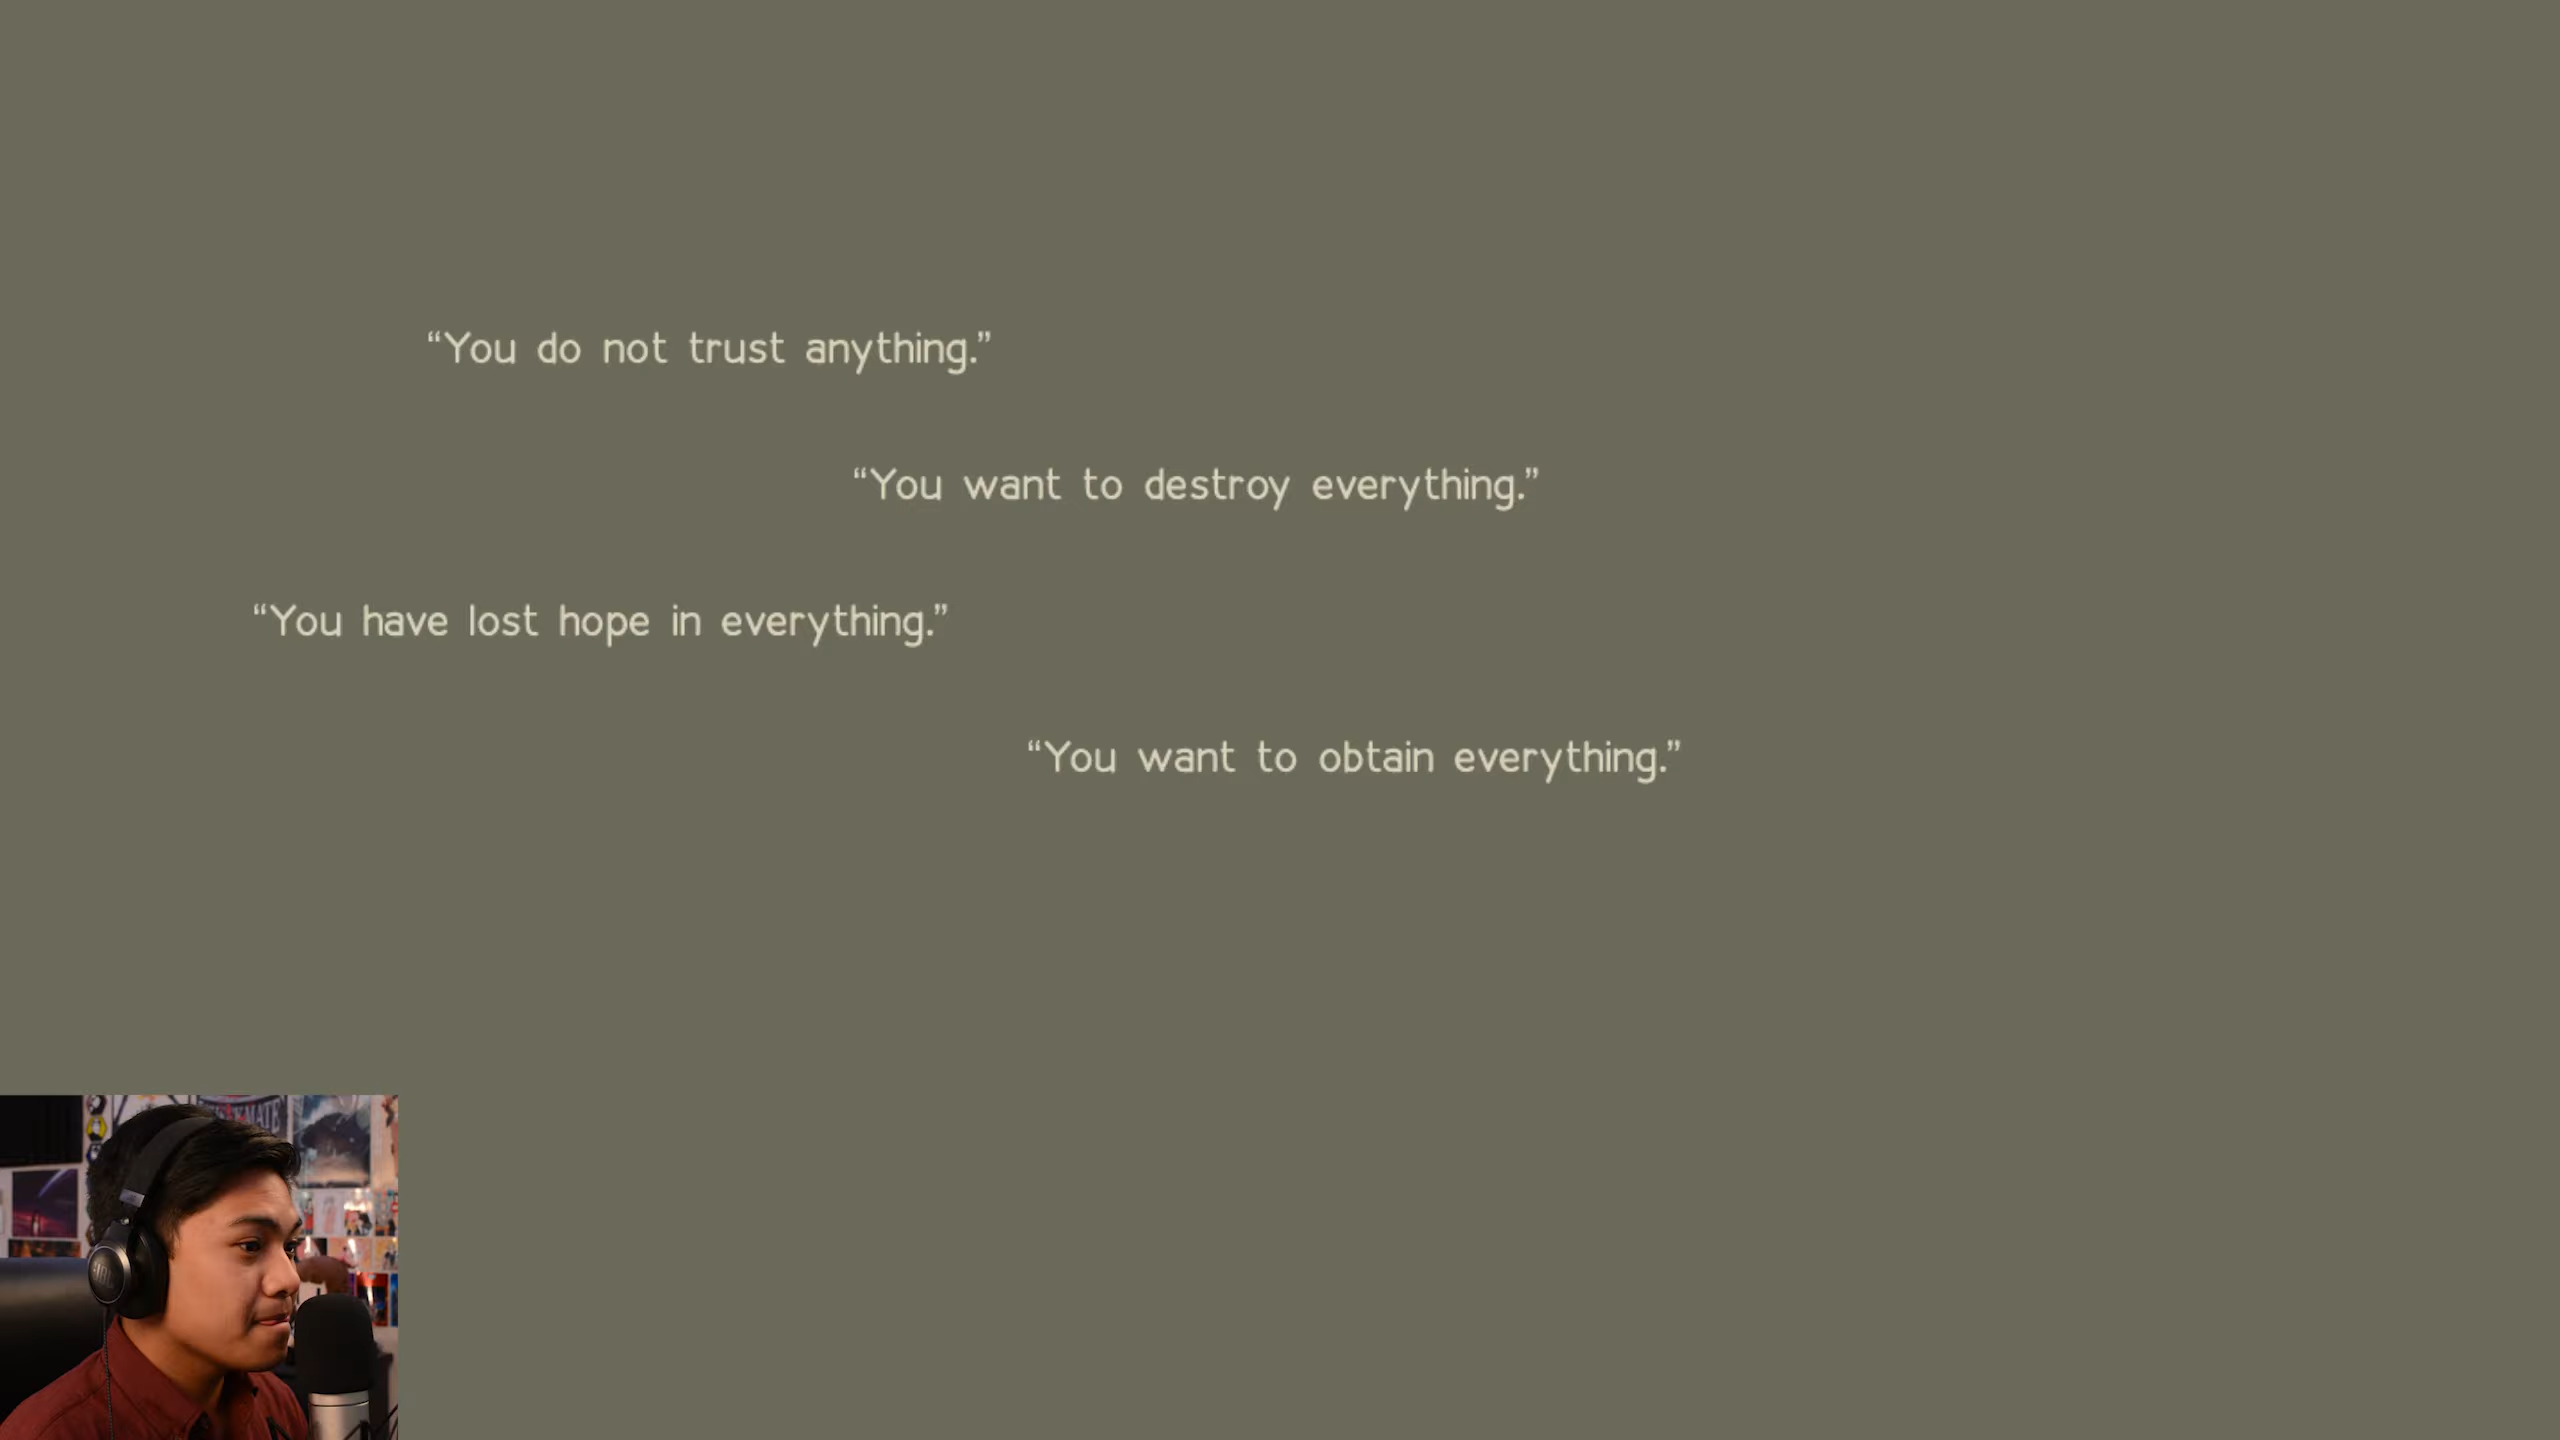 “You do not trust anything.”
“You want to destroy everything.”
“You have lost hope in everything.”
“You want to obtain everything.”
JBL